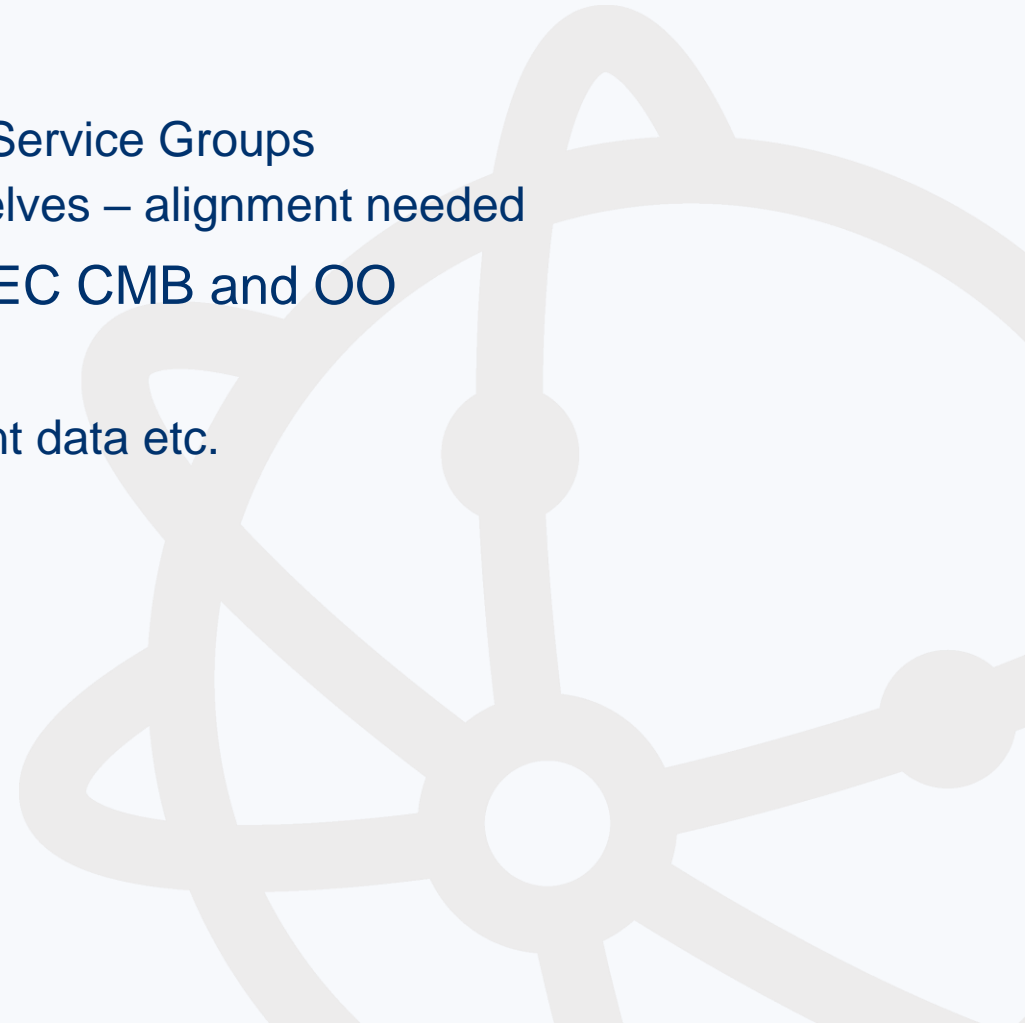 Service Groups
elves – alignment needed
EC CMB and OO
nt data etc.